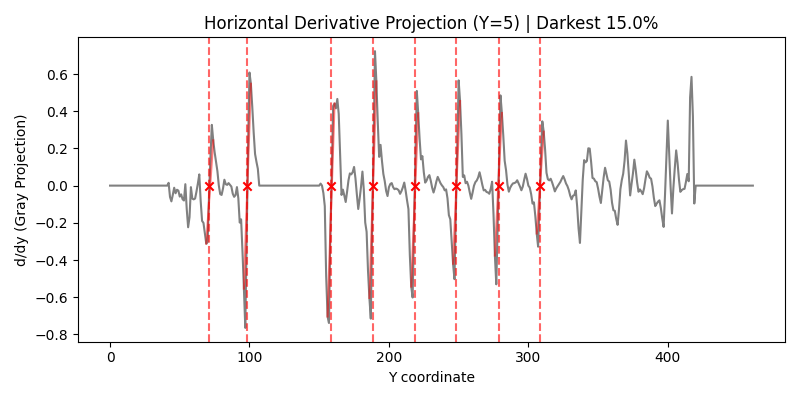 Horizontal Derivative Projection (Y=5) | Darkest 15.0%
0.6
0.4
0.2
0.0
−0.2
−0.4
−0.6
−0.8
d/dy (Gray Projection)
0 100 200 300 400
Y coordinate